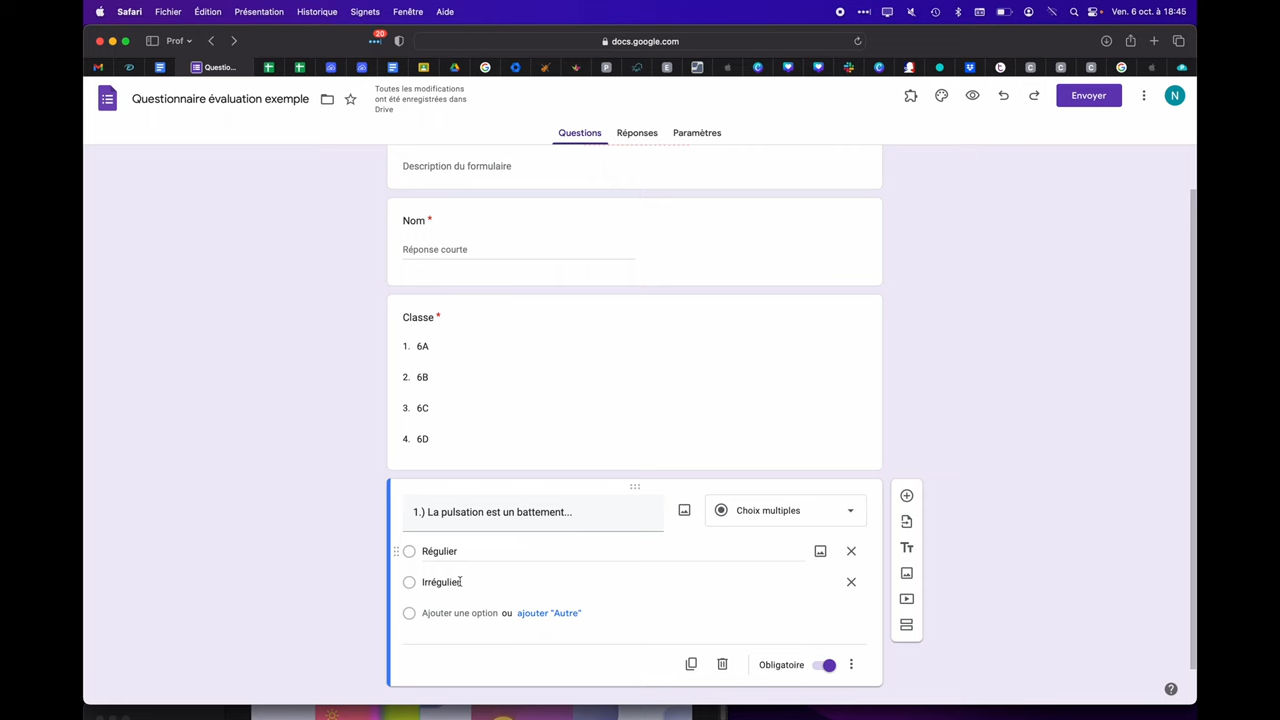 Safari Fichier Édition Présentation Historique Signets Fenêtre Aide Ven. 6 oct. à 18:45
Prof 20 docs.google.com
Questio...
Questionnaire évaluation exemple
Toutes les modifications
ont été enregistrées dans
Drive
Envoyer N
Questions Réponses Paramètres
Description du formulaire
Nom *
Réponse courte
Classe *
1. 6A
2. 6B
3. 6C
4. 6D
1.) La pulsation est un battement... Choix multiples
Régulier
Irrégulier
Ajouter une option ou ajouter "Autre"
Obligatoire